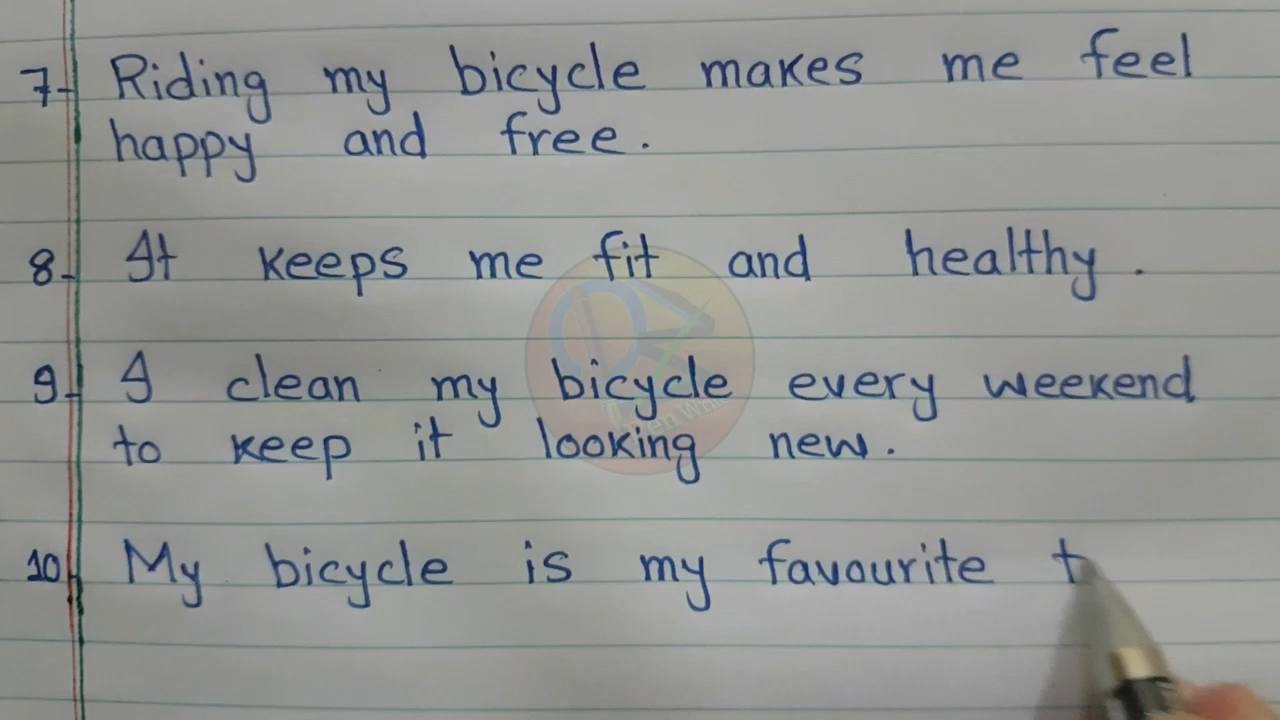 7- Riding my bicycle makes me feel
happy and free.
8- It keeps me fit and healthy.
9- I clean my bicycle every weekend
to keep it looking new.
10- My bicycle is my favourite t